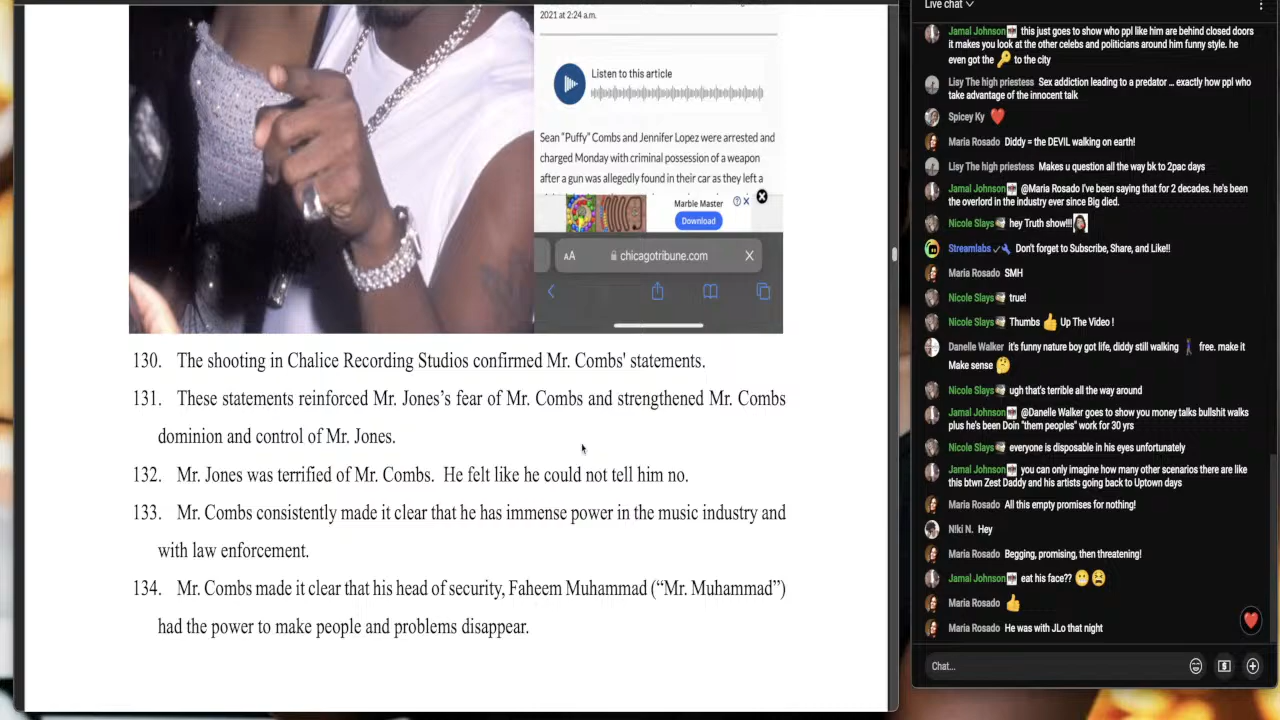 2021 at 2:24 a.m.
Listen to this article
Sean "Puffy" Combs and Jennifer Lopez were arrested and
charged Monday with criminal possession of a weapon
after a gun was allegedly found in their car as they left a
Marble Master
Download
AA
chicagotribune.com
130. The shooting in Chalice Recording Studios confirmed Mr. Combs' statements.
131. These statements reinforced Mr. Jones's fear of Mr. Combs and strengthened Mr. Combs
dominion and control of Mr. Jones.
132. Mr. Jones was terrified of Mr. Combs. He felt like he could not tell him no.
133. Mr. Combs consistently made it clear that he has immense power in the music industry and
with law enforcement.
134. Mr. Combs made it clear that his head of security, Faheem Muhammad (“Mr. Muhammad”)
had the power to make people and problems disappear.
Live chat
Jamal Johnson this just goes to show who ppl like him are behind closed doors
it makes you look at the other celebs and politicians around him funny style. he
even got the 🔑 to the city
Lisy The high priestess Sex addiction leading to a predator ... exactly how ppl who
take advantage of the innocent talk
Spicey Ky ❤️
Maria Rosado Diddy = the DEVIL walking on earth!
Lisy The high priestess Makes u question all the way bk to 2pac days
Jamal Johnson @Maria Rosado I've been saying that for 2 decades. he's been
the overlord in the industry ever since Big died.
Nicole Slays hey Truth show!!!
Streamlabs Don't forget to Subscribe, Share, and Like!!
Maria Rosado SMH
Nicole Slays true!
Nicole Slays Thumbs 👍 Up The Video !
Danelle Walker it's funny nature boy got life, diddy still walking 🚶 free. make it
Make sense 🤔
Nicole Slays ugh that's terrible all the way around
Jamal Johnson @Danelle Walker goes to show you money talks bullshit walks
plus he's been Doin "them peoples" work for 30 yrs
Nicole Slays everyone is disposable in his eyes unfortunately
Jamal Johnson you can only imagine how many other scenarios there are like
this btwn Zest Daddy and his artists going back to Uptown days
Maria Rosado All this empty promises for nothing!
N!ki N. Hey
Maria Rosado Begging, promising, then threatening!
Jamal Johnson eat his face?? 😬😫
Maria Rosado 👍
Maria Rosado He was with JLo that night
Chat...